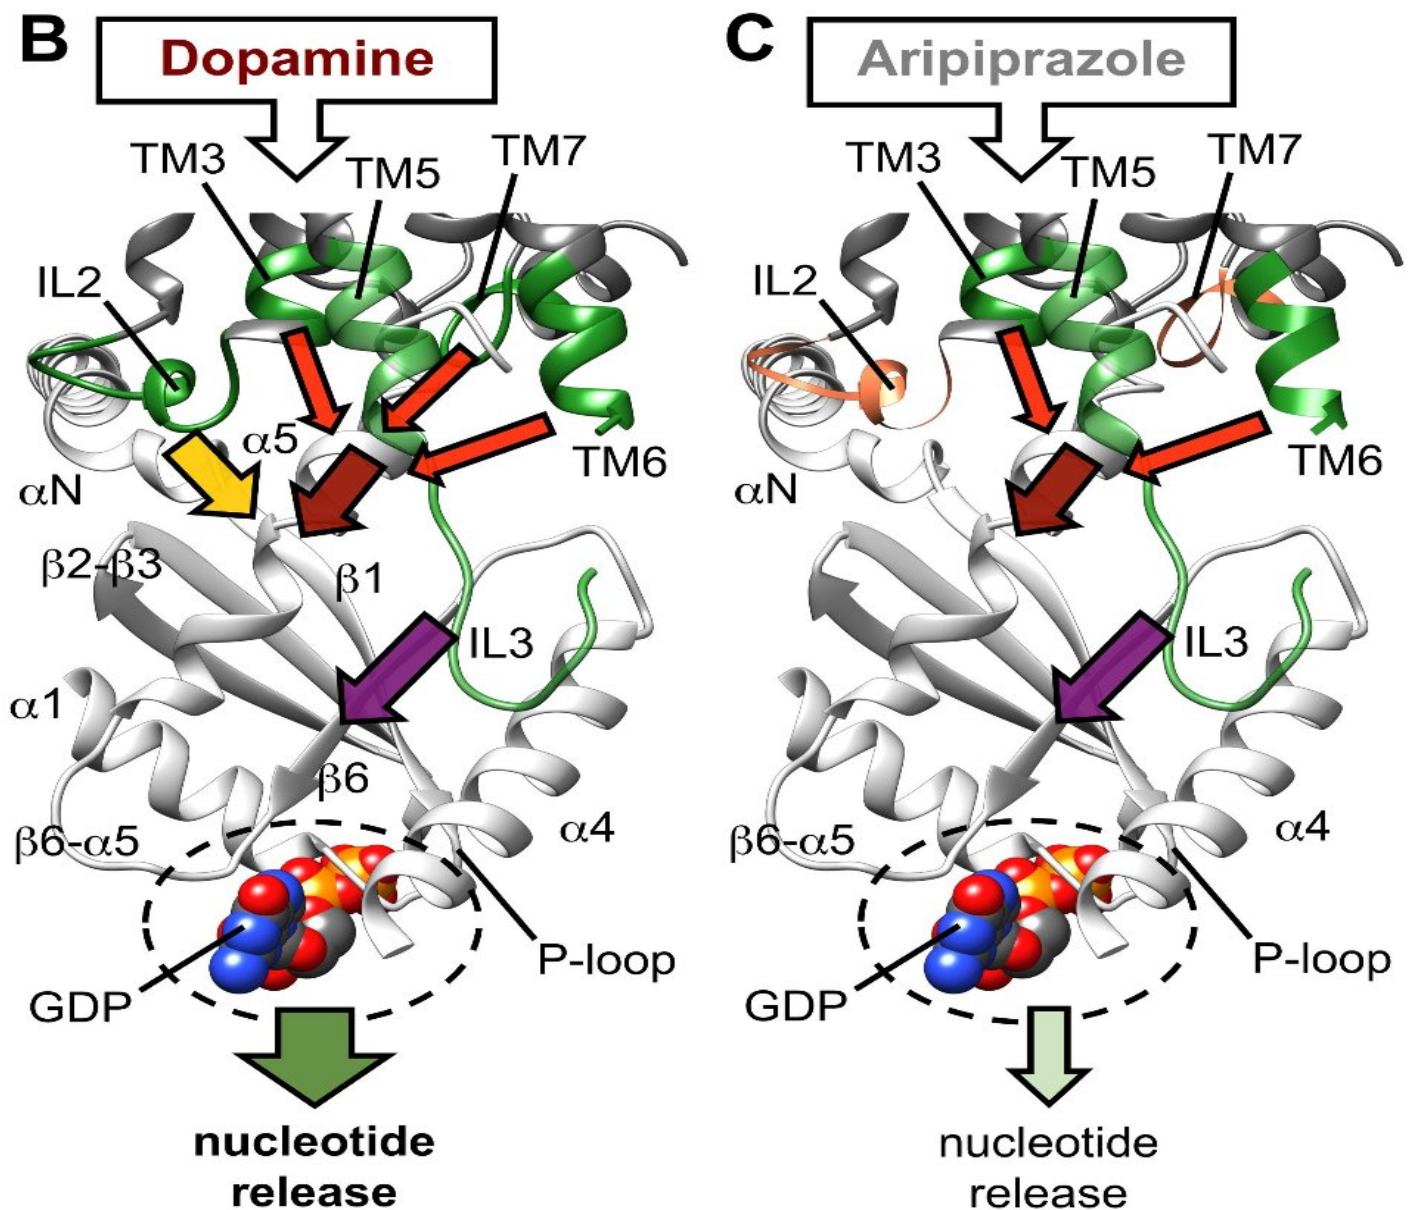 B
Dopamine
TM3
TM5
TM7
IL2
α5
αN
TM6
β2-β3
β1
IL3
α1
β6
β6-α5
α4
P-loop
GDP
nucleotide
release
C
Aripiprazole
TM3
TM5
TM7
IL2
αN
TM6
IL3
β6-α5
α4
P-loop
GDP
nucleotide
release